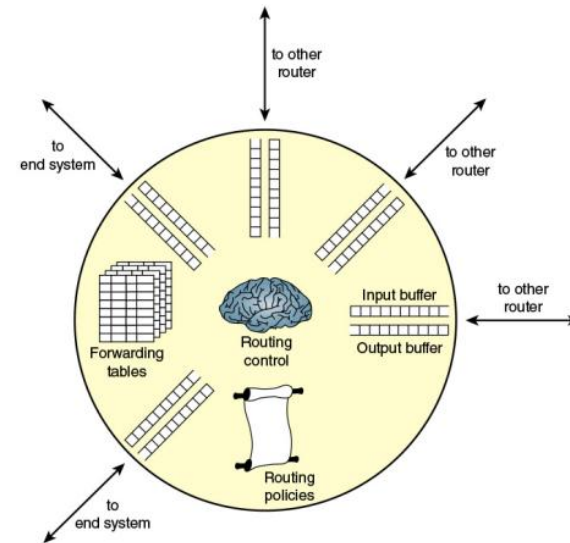 to other
router
to
end system
to other
router
to other
router
Input buffer
Output buffer
Forwarding
tables
Routing
control
Routing
policies
to
end system